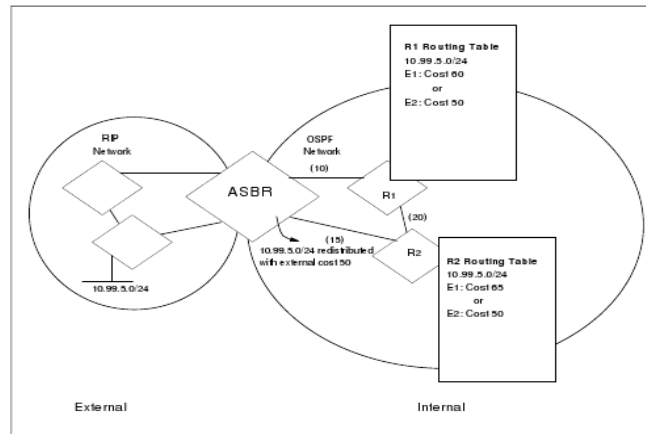 R1 Routing Table
10.99.5.0/24
E1: Cost 60
or
E2: Cost 50
RIP
Network
OSPF
Network
(10)
ASBR
R1
(20)
(15)
R2
10.99.5.0/24 redistributed
with external cost 50
10.99.5.0/24
R2 Routing Table
10.99.5.0/24
E1: Cost 65
or
E2: Cost 50
External
Internal